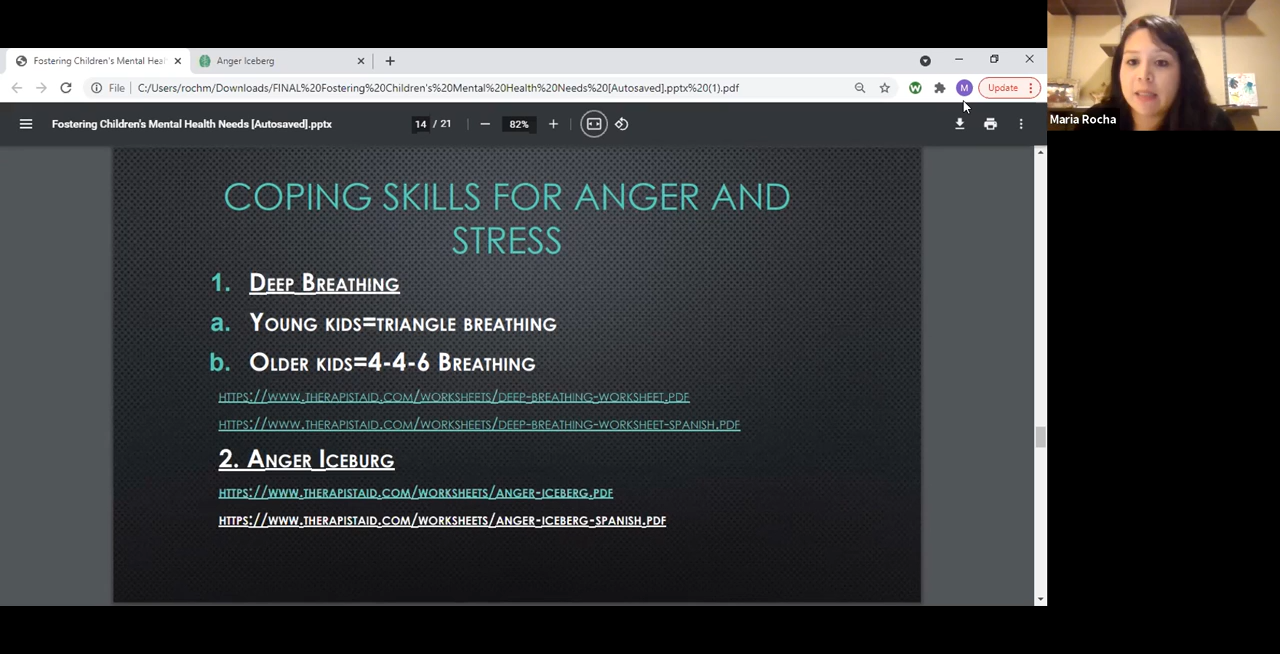 Fostering Children's Mental Hea
Anger Iceberg
File
C:/Users/rochm/Downloads/FINAL%20Fostering%20Children's%20Mental%20Health%20Needs%20[Autosaved].pptx%20(1).pdf
W
M
Update
Fostering Children's Mental Health Needs [Autosaved].pptx
14 / 21
82%
Maria Rocha
COPING SKILLS FOR ANGER AND
STRESS
1. DEEP BREATHING
a. YOUNG KIDS=TRIANGLE BREATHING
b. OLDER KIDS=4-4-6 BREATHING
HTTPS://WWW.THERAPISTAID.COM/WORKSHEETS/DEEP-BREATHING-WORKSHEET.PDF
HTTPS://WWW.THERAPISTAID.COM/WORKSHEETS/DEEP-BREATHING-WORKSHEET-SPANISH.PDF
2. ANGER ICEBURG
HTTPS://WWW.THERAPISTAID.COM/WORKSHEETS/ANGER-ICEBERG.PDF
HTTPS://WWW.THERAPISTAID.COM/WORKSHEETS/ANGER-ICEBERG-SPANISH.PDF